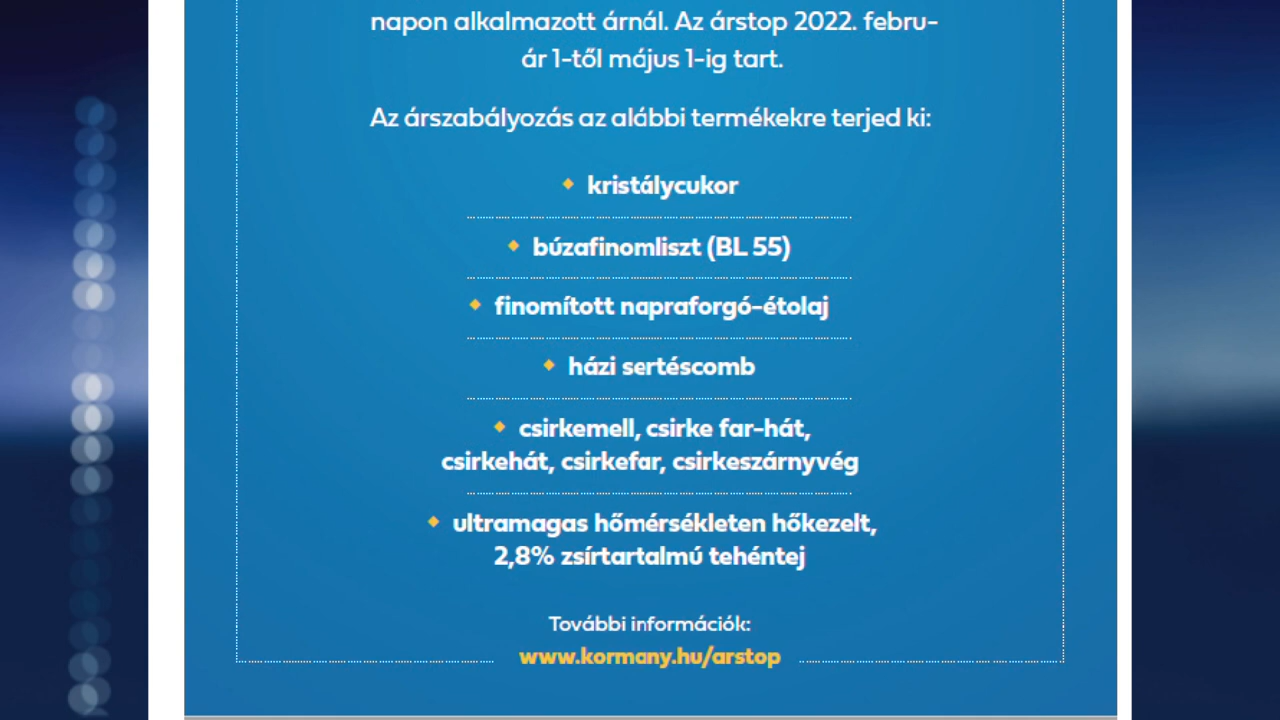 napon alkalmazott árnál. Az árstop 2022. febru-
ár 1-től május 1-ig tart.
Az árszabályozás az alábbi termékekre terjed ki:
kristálycukor
búzafinomliszt (BL 55)
finomított napraforgó-étolaj
házi sertéscomb
csirkemell, csirke far-hát,
csirkehát, csirkefar, csirkeszárnyvég
ultramagas hőmérsékleten hőkezelt,
2,8% zsírtartalmú tehéntej
További információk:
www.kormany.hu/arstop